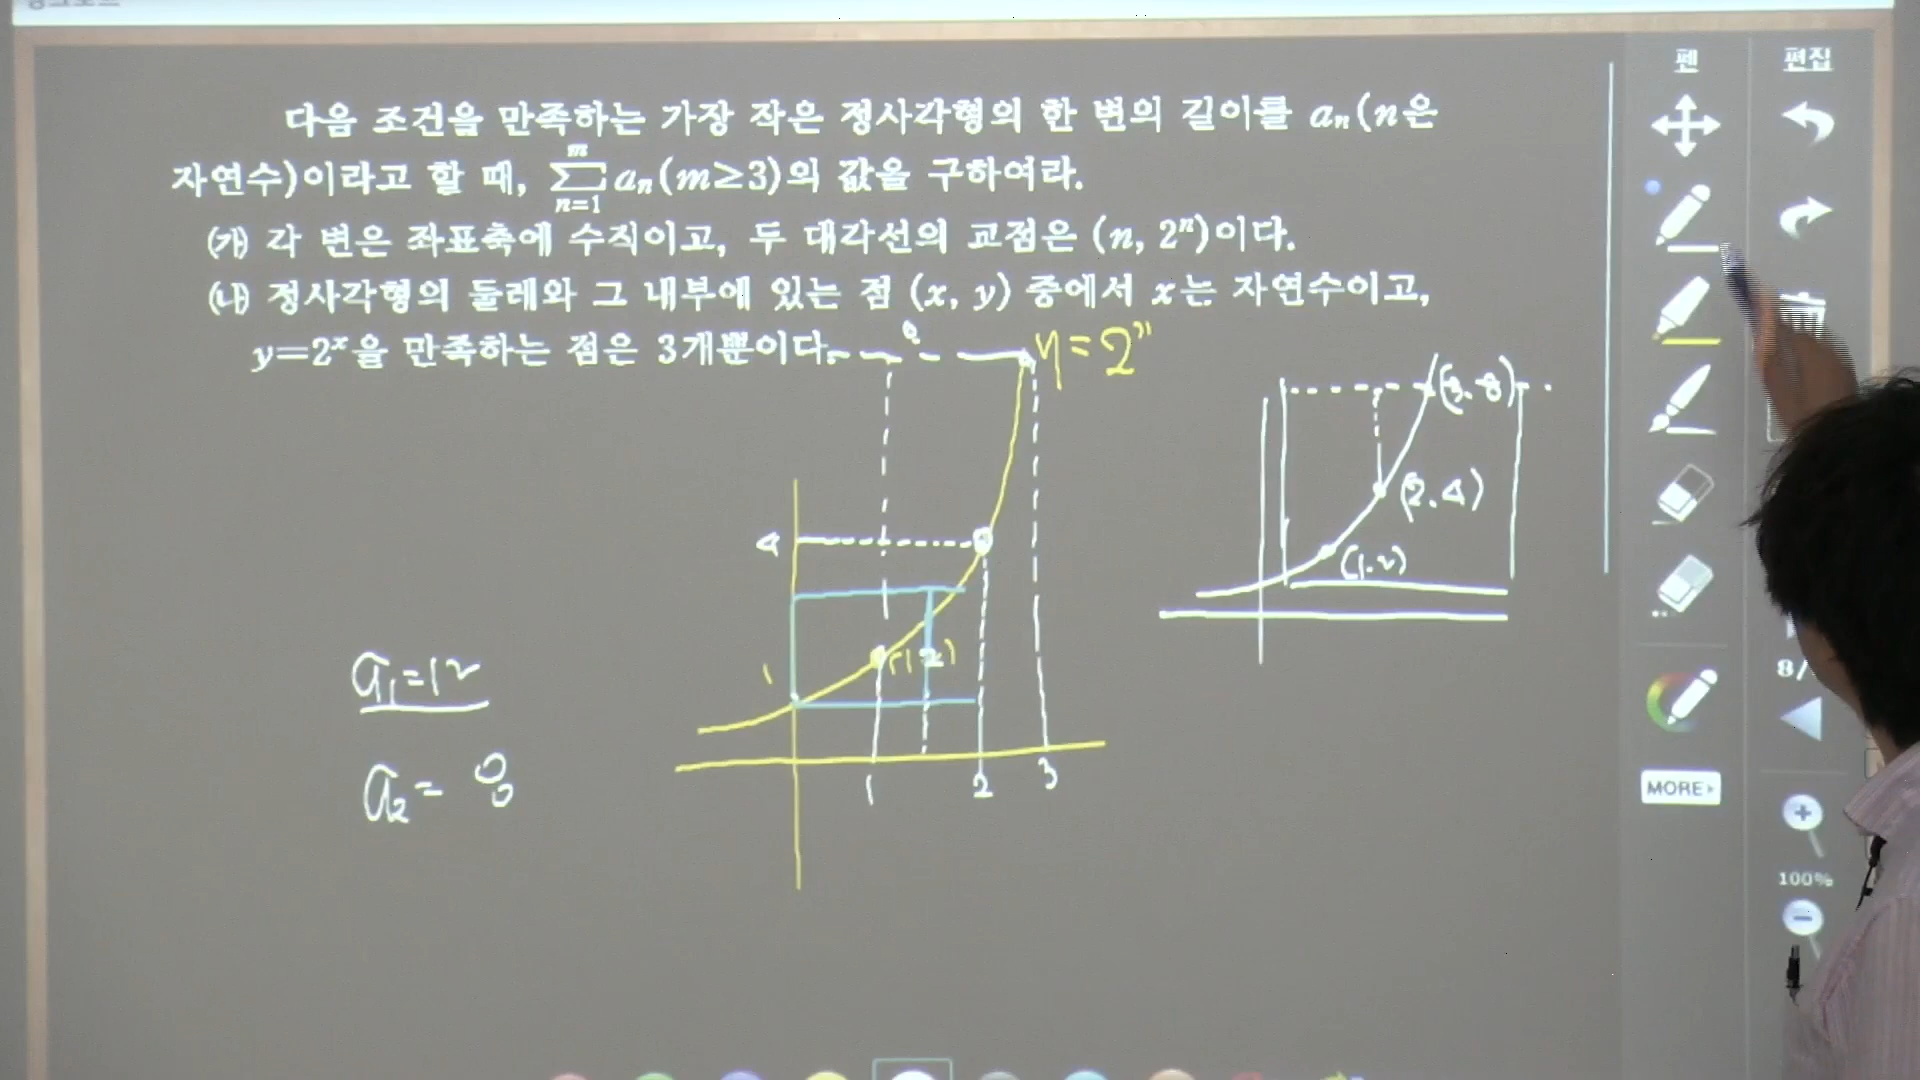 펜
편집
다음 조건을 만족하는 가장 작은 정사각형의 한 변의 길이를 aₙ(n은
자연수)이라고 할 때, $\sum_{n=1}^{m} a_n$(m≥3)의 값을 구하여라.
㈎ 각 변은 좌표축에 수직이고, 두 대각선의 교점은 (n, 2ⁿ)이다.
㈏ 정사각형의 둘레와 그 내부에 있는 점 (x, y) 중에서 x는 자연수이고,
y=2ˣ을 만족하는 점은 3개뿐이다.
y=2ˣ
(3.8)
4
(2.4)
(1.2)
(1.2)
1
a₁=12
a₂= 8
1 2 3
8/
MORE
100%